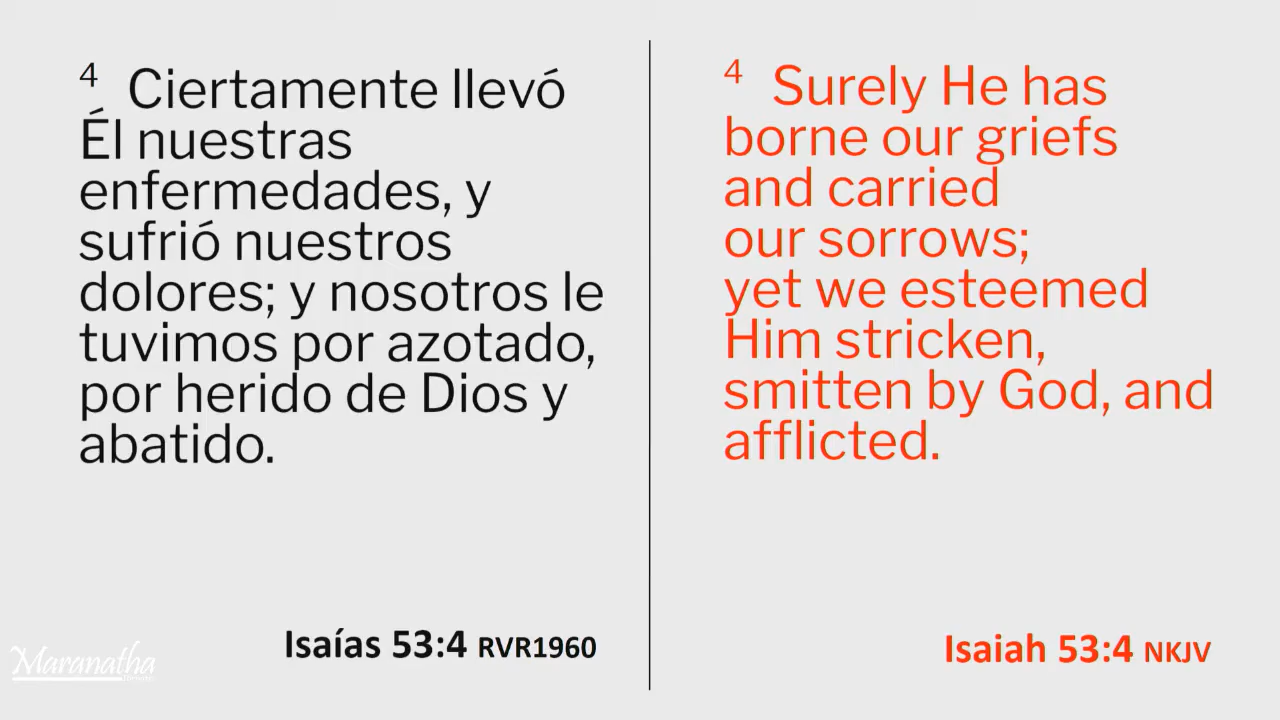 4 Ciertamente llevó
Él nuestras
enfermedades, y
sufrió nuestros
dolores; y nosotros le
tuvimos por azotado,
por herido de Dios y
abatido.
Isaías 53:4 RVR1960
4 Surely He has
borne our griefs
and carried
our sorrows;
yet we esteemed
Him stricken,
smitten by God, and
afflicted.
Isaiah 53:4 NKJV
Maranatha